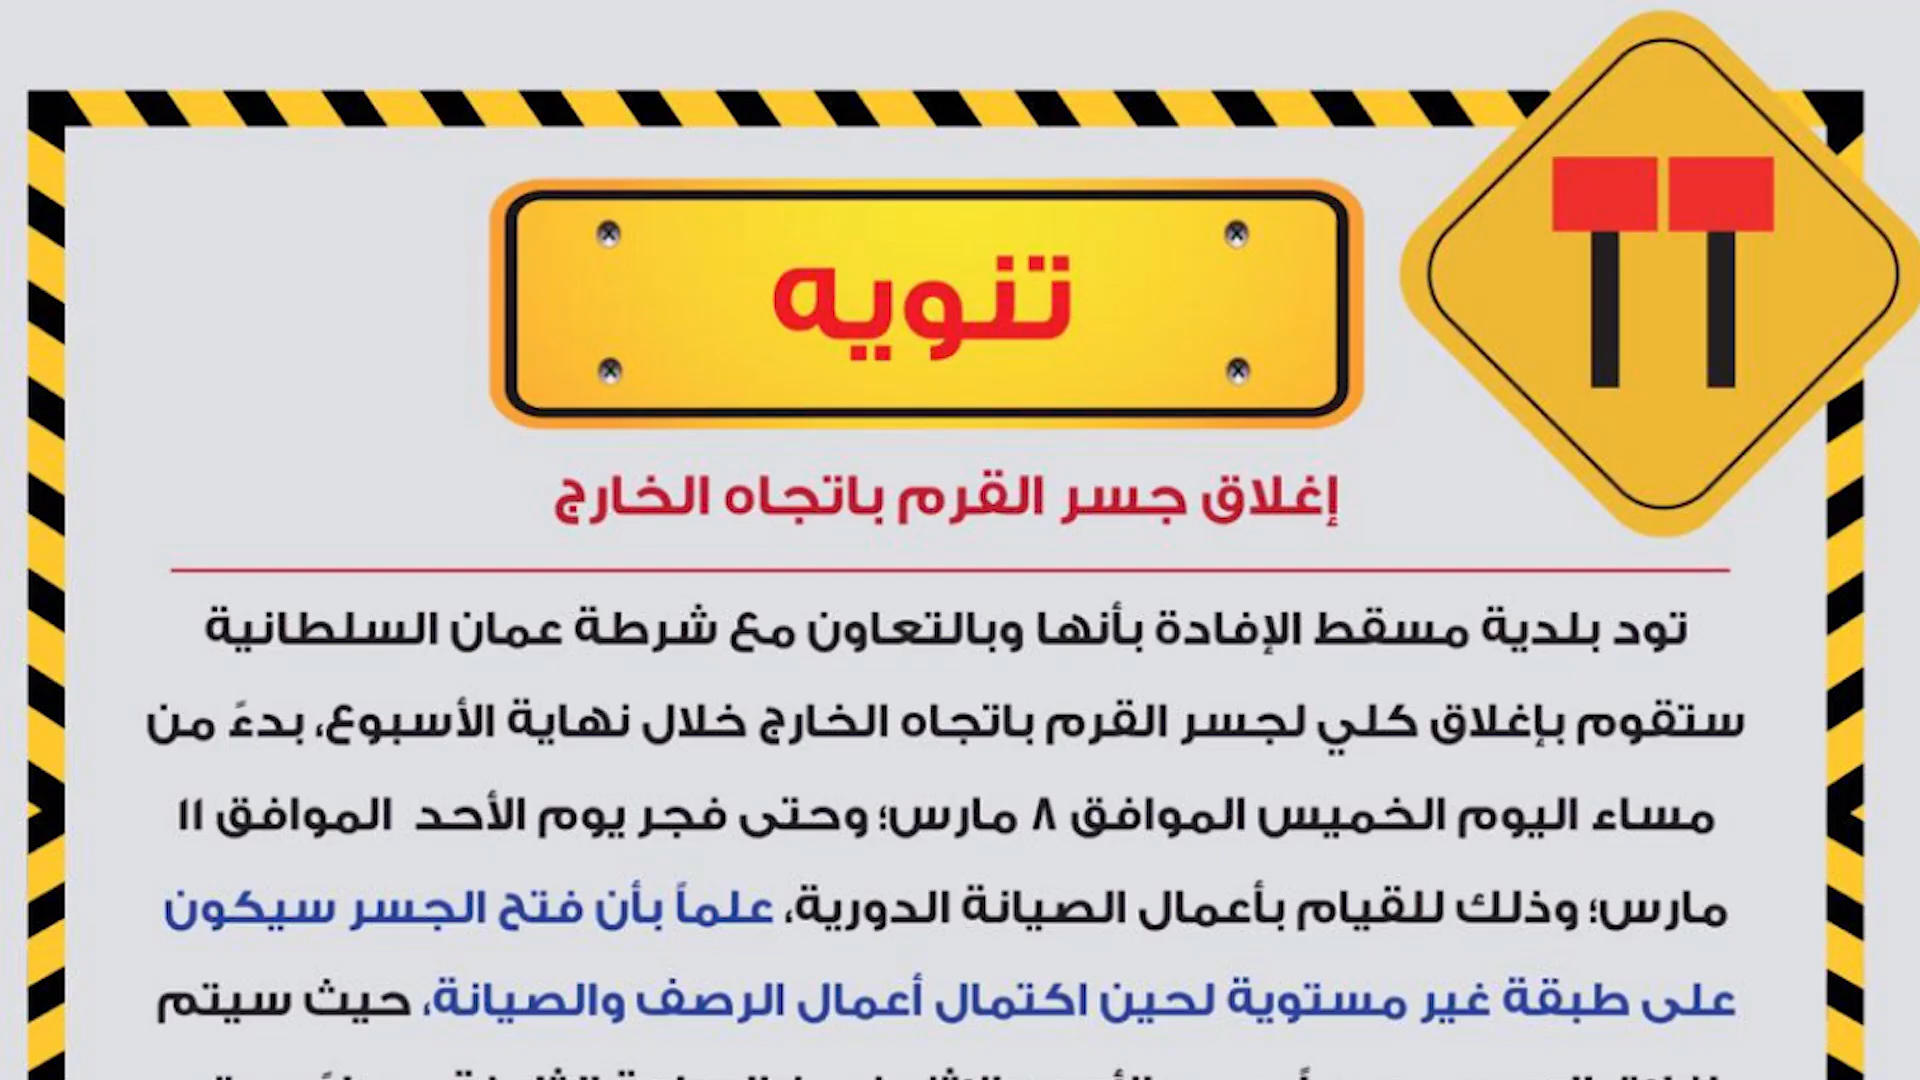 تنويه
إغلاق جسر القرم باتجاه الخارج
تود بلدية مسقط الإفادة بأنها وبالتعاون مع شرطة عمان السلطانية
ستقوم بإغلاق كلي لجسر القرم باتجاه الخارج خلال نهاية الأسبوع، بدءً من
مساء اليوم الخميس الموافق ٨ مارس؛ وحتى فجر يوم الأحد الموافق ١١
مارس؛ وذلك للقيام بأعمال الصيانة الدورية، علماً بأن فتح الجسر سيكون
على طبقة غير مستوية لحين اكتمال أعمال الرصف والصيانة، حيث سيتم